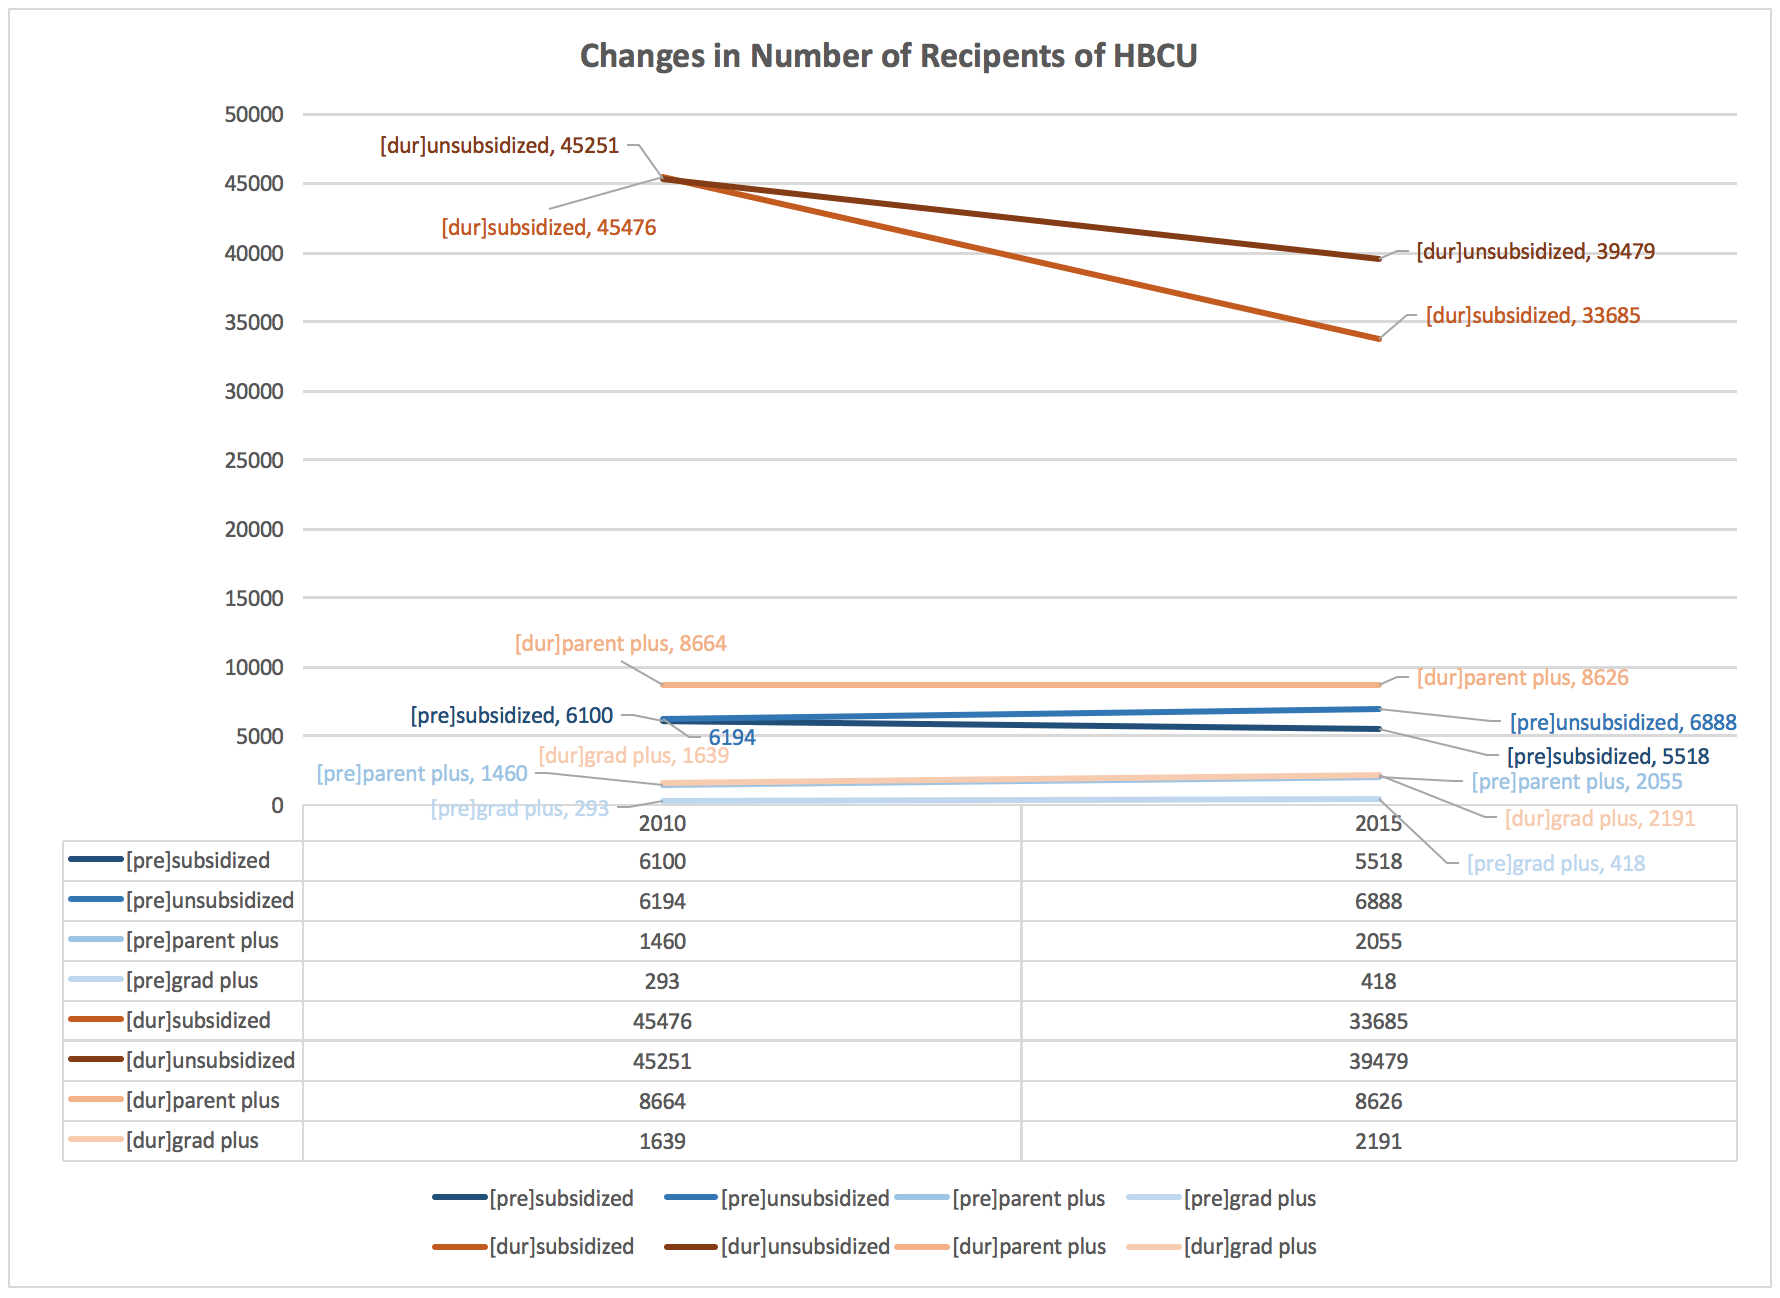 Changes in Number of Recipents of HBCU
50000
[dur]unsubsidized, 45251
45000
[dur]subsidized, 45476
[dur]unsubsidized, 39479
40000
[dur]subsidized, 33685
35000
30000
25000
20000
15000
[dur]parent plus, 8664
10000
[dur]parent plus, 8626
[pre]subsidized, 6100
[pre]unsubsidized, 6888
5000
6194
[dur]grad plus, 1639
[pre]subsidized, 5518
[pre]parent plus, 1460
[pre]parent plus, 2055
0
[pre]grad plus, 293
[dur]grad plus, 2191
2010 2015
[pre]grad plus, 418
[pre]subsidized 6100 5518
[pre]unsubsidized 6194 6888
[pre]parent plus 1460 2055
[pre]grad plus 293 418
[dur]subsidized 45476 33685
[dur]unsubsidized 45251 39479
[dur]parent plus 8664 8626
[dur]grad plus 1639 2191
[pre]subsidized [pre]unsubsidized [pre]parent plus [pre]grad plus
[dur]subsidized [dur]unsubsidized [dur]parent plus [dur]grad plus